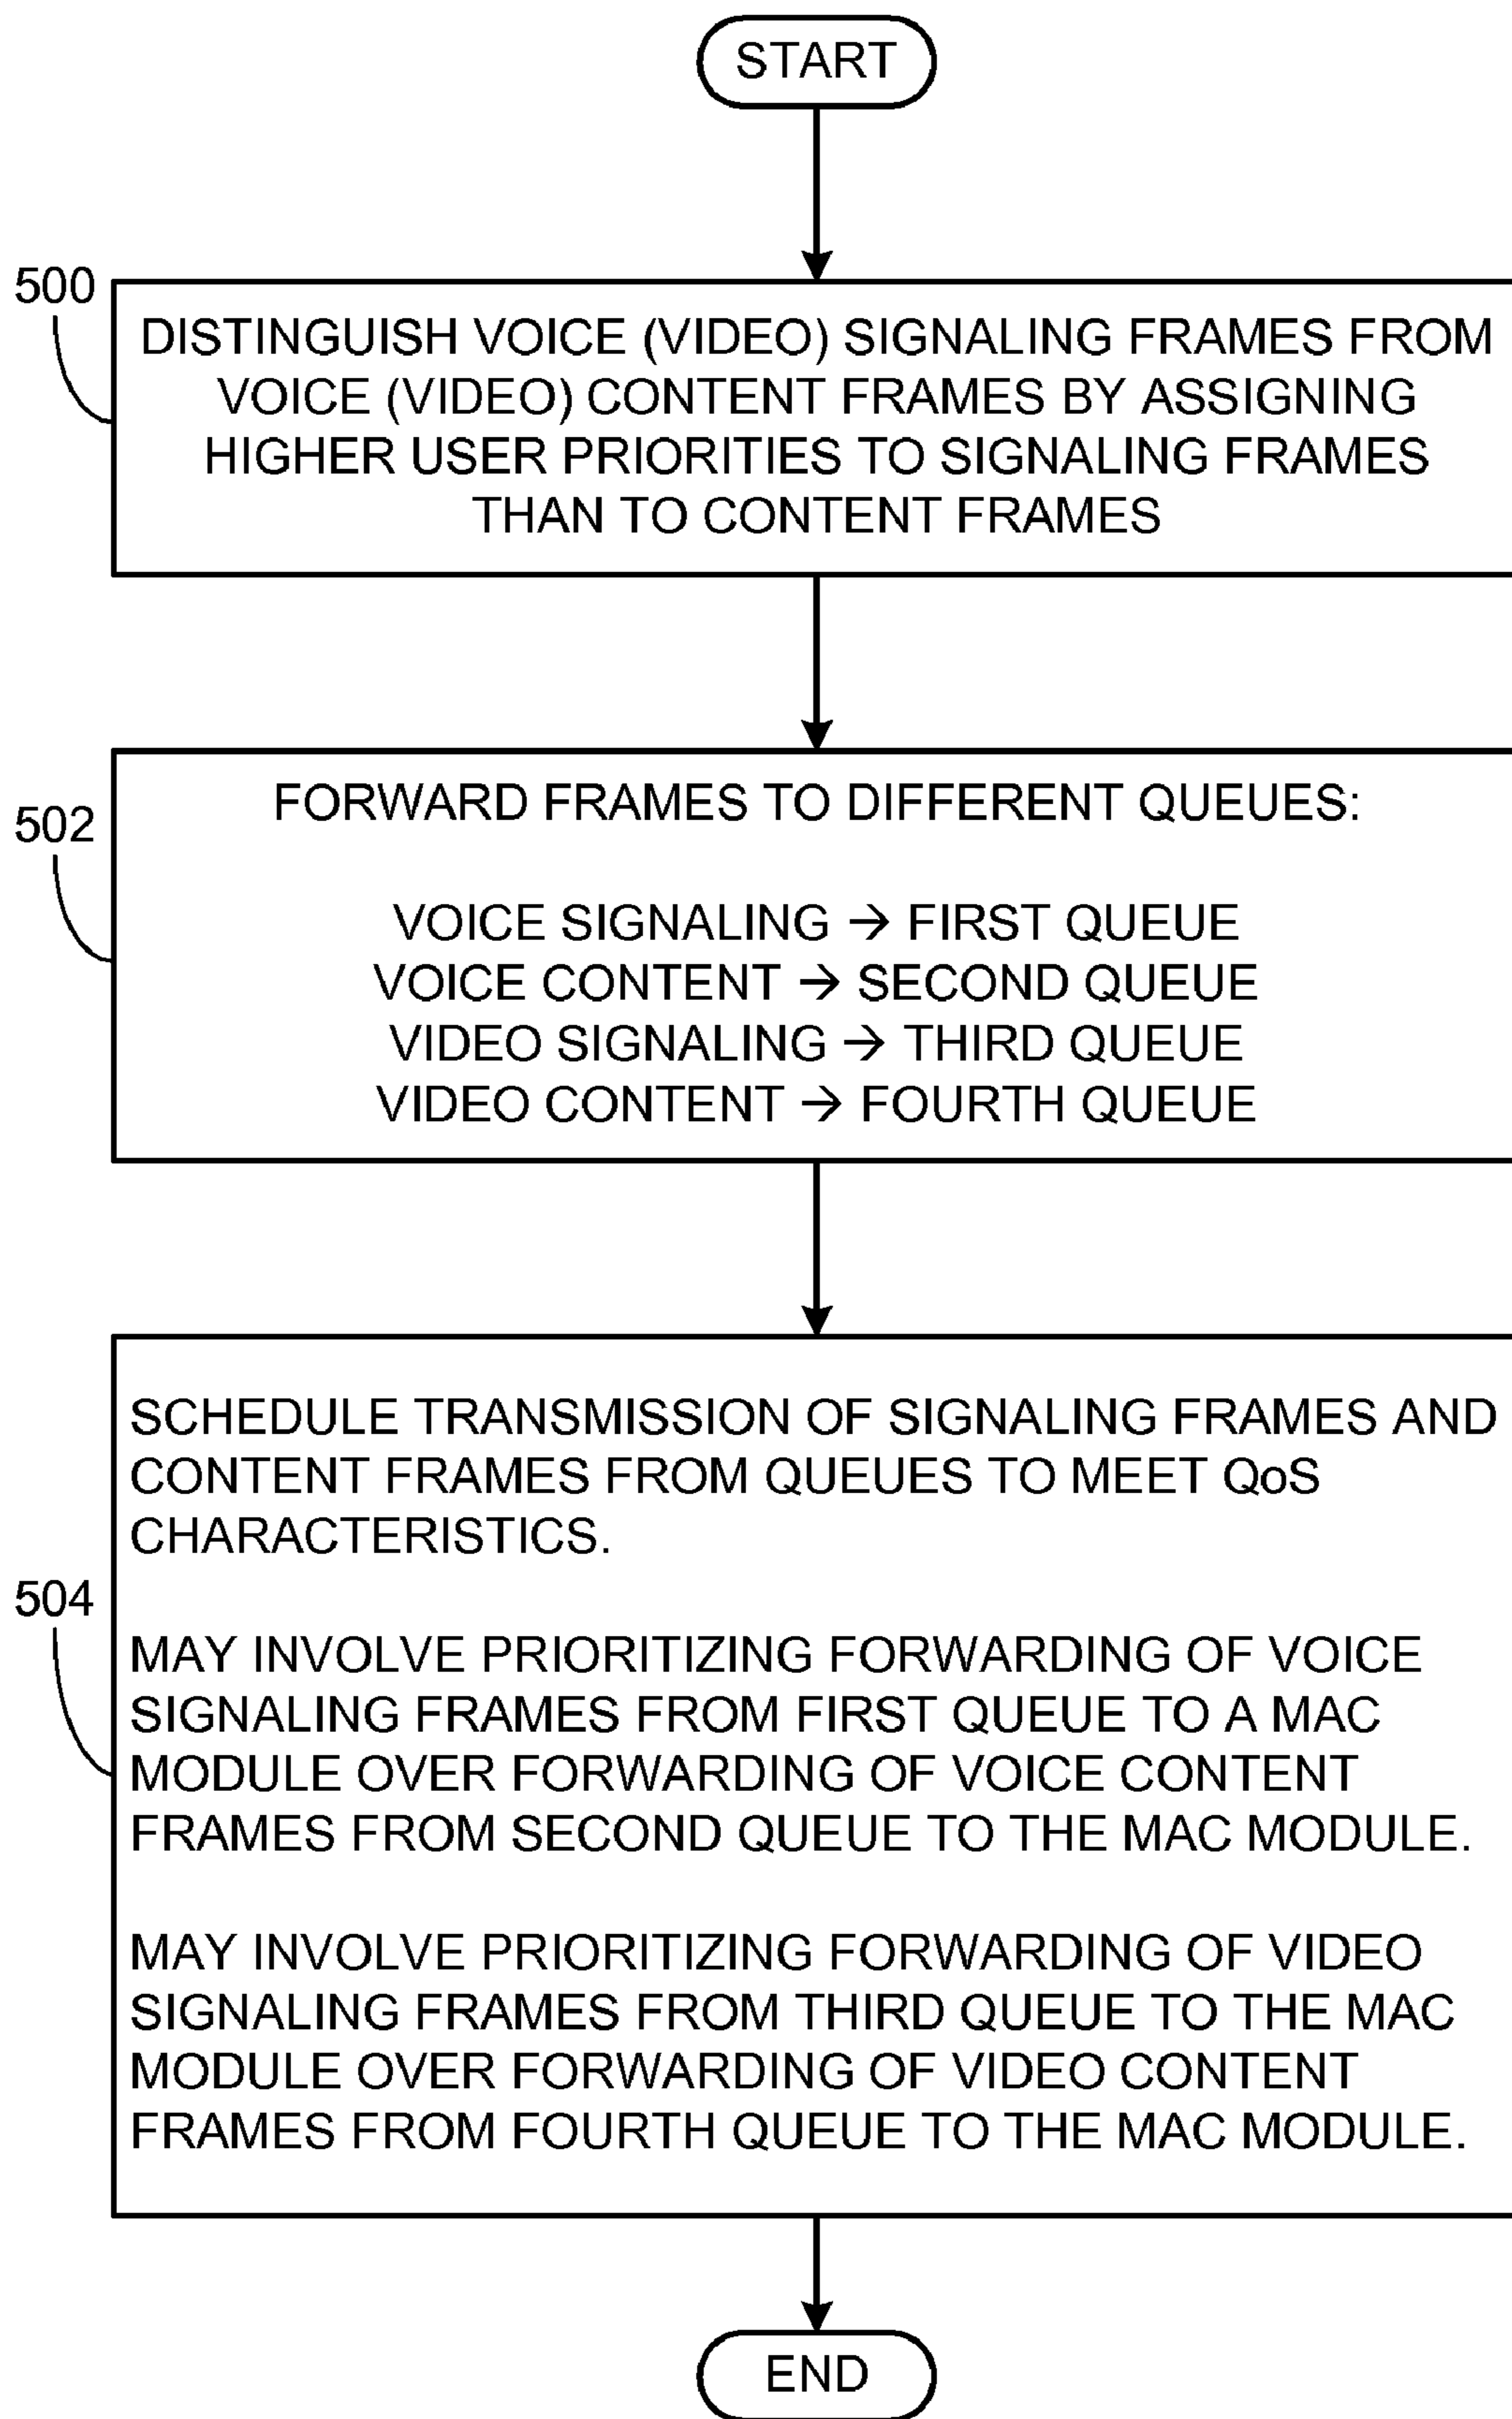 START
500
DISTINGUISH VOICE (VIDEO) SIGNALING FRAMES FROM
VOICE (VIDEO) CONTENT FRAMES BY ASSIGNING
HIGHER USER PRIORITIES TO SIGNALING FRAMES
THAN TO CONTENT FRAMES
502
FORWARD FRAMES TO DIFFERENT QUEUES:
VOICE SIGNALING → FIRST QUEUE
VOICE CONTENT → SECOND QUEUE
VIDEO SIGNALING → THIRD QUEUE
VIDEO CONTENT → FOURTH QUEUE
504
SCHEDULE TRANSMISSION OF SIGNALING FRAMES AND
CONTENT FRAMES FROM QUEUES TO MEET QoS
CHARACTERISTICS.
MAY INVOLVE PRIORITIZING FORWARDING OF VOICE
SIGNALING FRAMES FROM FIRST QUEUE TO A MAC
MODULE OVER FORWARDING OF VOICE CONTENT
FRAMES FROM SECOND QUEUE TO THE MAC MODULE.
MAY INVOLVE PRIORITIZING FORWARDING OF VIDEO
SIGNALING FRAMES FROM THIRD QUEUE TO THE MAC
MODULE OVER FORWARDING OF VIDEO CONTENT
FRAMES FROM FOURTH QUEUE TO THE MAC MODULE.
END